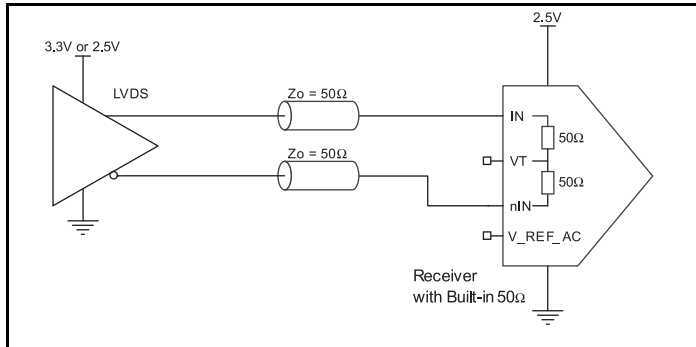 3.3V or 2.5V
LVDS
Zo = 50Ω
Zo = 50Ω
2.5V
IN
50Ω
VT
50Ω
nIN
V_REF_AC
Receiver
with Built-in 50Ω